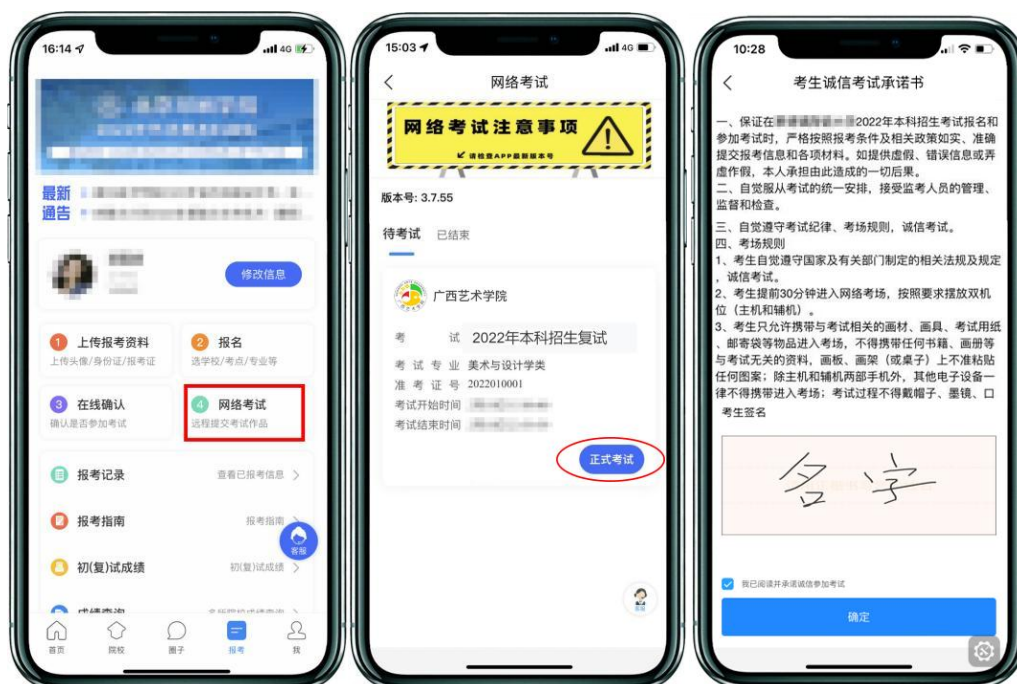 16:14
4G
最新
通告
修改信息
1 上传报考资料
上传头像/身份证/报考证
2 报名
选学校/考点/专业等
3 在线确认
确认是否参加考试
4 网络考试
远程提交考试作品
报考记录
查看已报考信息
报考指南
报考指南
客服
初(复)试成绩
初(复)试成绩
首页
院校
圈子
报考
我
15:03
4G
网络考试
网络考试注意事项
请检查APP最新版本号
版本号: 3.7.55
待考试 已结束
广西艺术学院
考 试 2022年本科招生复试
考试专业 美术与设计学类
准考证号 2022010001
考试开始时间
考试结束时间
正式考试
客服
10:28
考生诚信考试承诺书
一、保证在
2022年本科招生考试报名和
参加考试时，严格按照报考条件及相关政策如实、准确
提交报考信息和各项材料。如提供虚假、错误信息或弄
虚作假，本人承担由此造成的一切后果。
二、自觉服从考试的统一安排，接受监考人员的管理、
监督和检查。
三、自觉遵守考试纪律、考场规则，诚信考试。
四、考场规则
1、考生自觉遵守国家及有关部门制定的相关法规及规定
，诚信考试。
2、考生提前30分钟进入网络考场，按照要求摆放双机
位（主机和辅机）。
3、考生只允许携带与考试相关的画材、画具、考试用纸
、邮寄袋等物品进入考场，不得携带任何书籍、画册等
与考试无关的资料，画板、画架（或桌子）上不准粘贴
任何图案；除主机和辅机两部手机外，其他电子设备一
律不得携带进入考场；考试过程不得戴帽子、墨镜、口
考生签名
名字
我已阅读并承诺诚信参加考试
确定